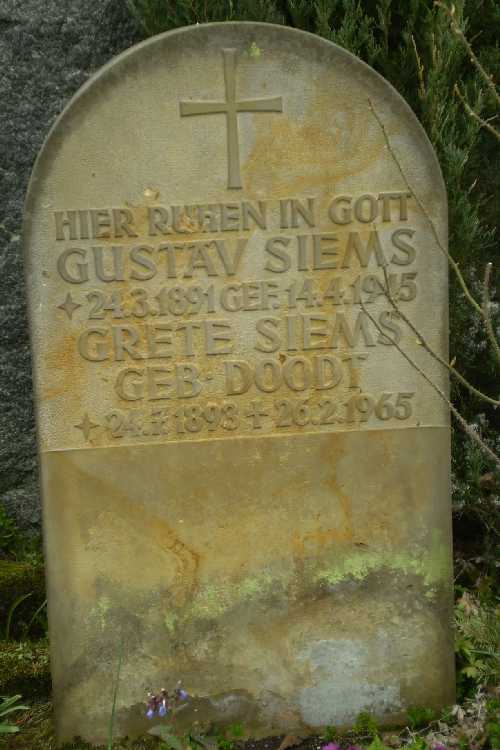 HIER RUHEN IN GOTT
GUSTAV SIEMS
✦ 24.3.1891 GEF. 14.4.1945
GRETE SIEMS
GEB. DOODT
✦ 24.7.1893 ✝ 26.2.1965